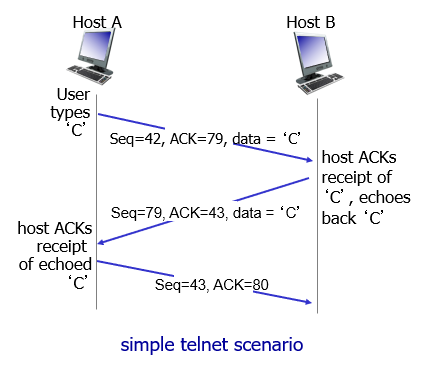 Host A
Host B
User
types
‘C’
Seq=42, ACK=79, data = ‘C’
host ACKs
receipt of
‘C’, echoes
back ‘C’
Seq=79, ACK=43, data = ‘C’
host ACKs
receipt
of echoed
‘C’
Seq=43, ACK=80
simple telnet scenario